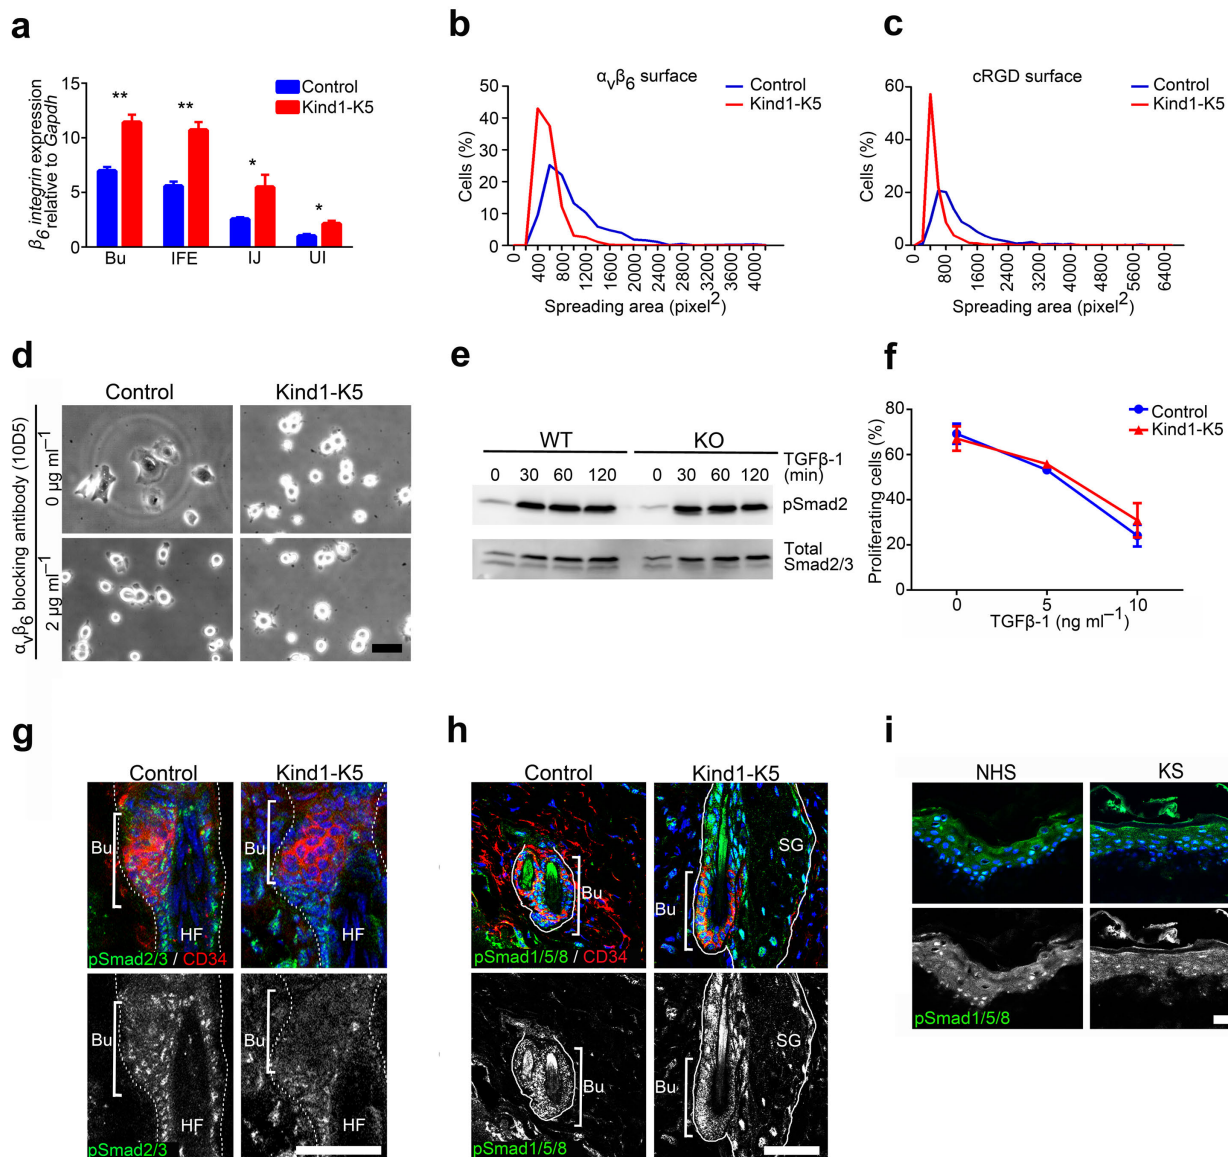 a
β6 integrin expression
relative to Gapdh
15
10
5
0
** ** * *
Bu IFE IJ UI
Control
Kind1-K5
b
αvβ6 surface
Control
Kind1-K5
Cells (%)
50
40
30
20
10
0
0 400 800 1200 1600 2000 2400 2800 3200 3600 4000
Spreading area (pixel2)
c
cRGD surface
Control
Kind1-K5
Cells (%)
60
40
20
0
0 800 1600 2400 3200 4000 4800 5600 6400
Spreading area (pixel2)
d
Control Kind1-K5
αvβ6 blocking antibody (10D5)
0 µg ml–1
2 µg ml–1
e
WT KO
TGFβ-1
(min)
0 30 60 120 0 30 60 120
pSmad2
Total
Smad2/3
f
Control
Kind1-K5
Proliferating cells (%)
80
60
40
20
0
0 5 10
TGFβ-1 (ng ml–1)
g
Control Kind1-K5
Bu Bu
HF HF
pSmad2/3 / CD34
Bu Bu
HF HF
pSmad2/3
h
Control Kind1-K5
Bu Bu SG
pSmad1/5/8 / CD34
Bu Bu SG
pSmad1/5/8
i
NHS KS
pSmad1/5/8